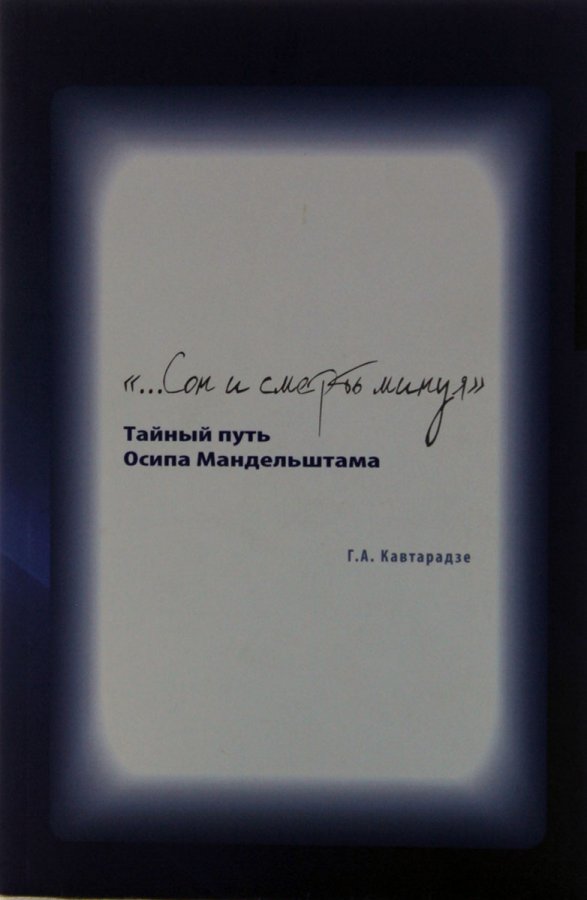 «...Сон и смерть минуя»
Тайный путь
Осипа Мандельштама
Г.А. Кавтарадзе